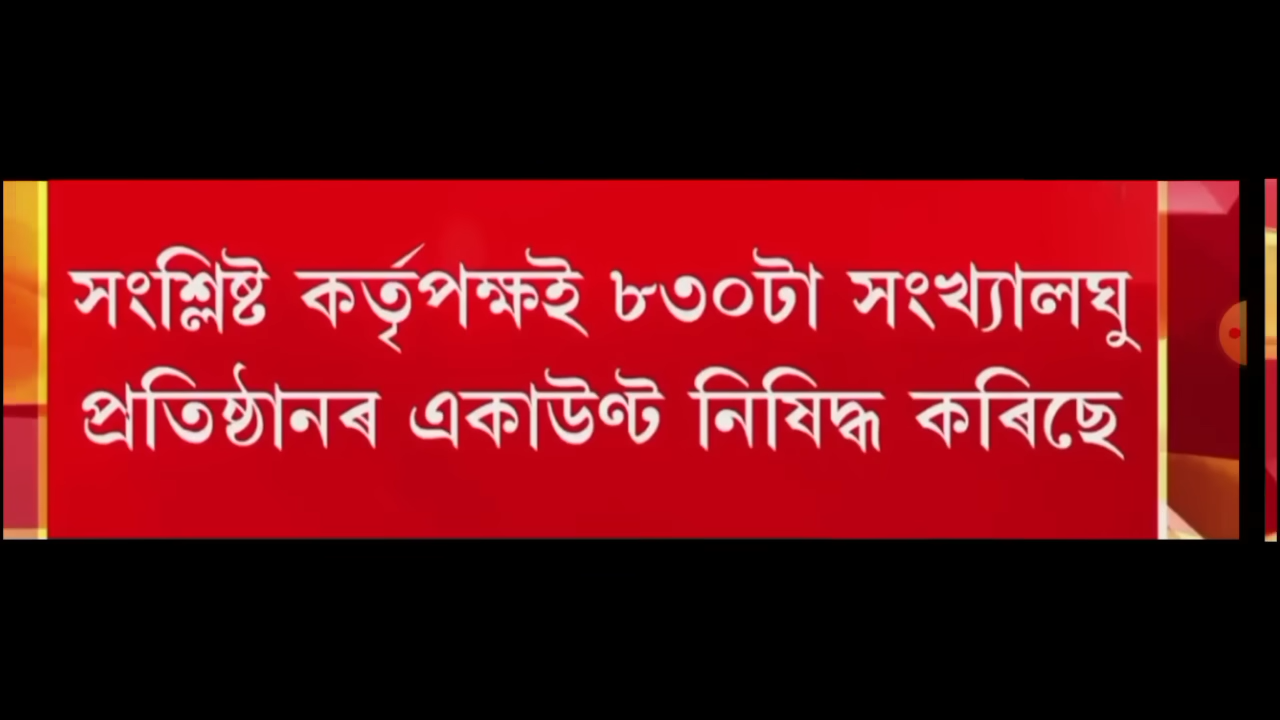 সংশ্লিষ্ট কৰ্তৃপক্ষই ৮৩০টা সংখ্যালঘু
প্ৰতিষ্ঠানৰ একাউণ্ট নিষিদ্ধ কৰিছে